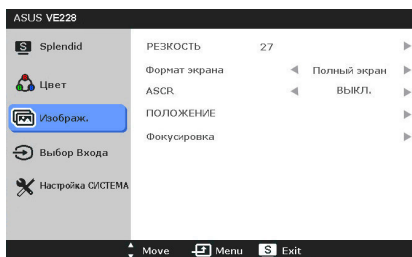 ASUS VE228
Splendid
Цвет
Изображ.
Выбор Входа
Настройка СИСТЕМА
РЕЗКОСТЬ 27
Формат экрана Полный экран
ASCR ВЫКЛ.
ПОЛОЖЕНИЕ
Фокусировка
Move Menu S Exit